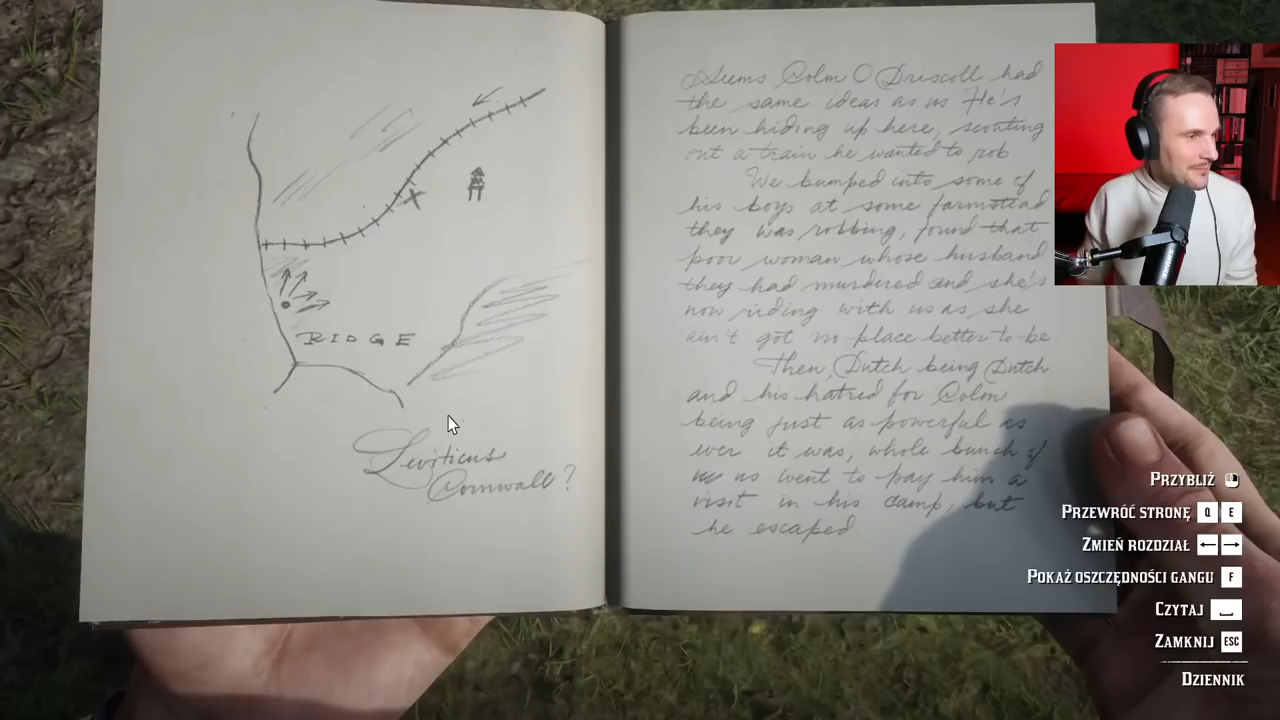 RIDGE
Leviticus
Cornwall?
Seems Colm O Driscoll had
the same ideas as us He's
been hiding up here, scouting
out a train he wanted to rob
We bumped into some of
his boys at some farmstead
they was robbing, found that
poor woman whose husband
they had murdered and she's
now riding with us as she
ain't got no place better to be.
Then, Dutch being Dutch
and his hatred for Colm
being just as powerful as
ever it was, whole bunch of
us went to pay him a
visit in his camp, but
he escaped.
PRZYBLIŻ
PRZEWRÓĆ STRONĘ Q E
ZMIEŃ ROZDZIAŁ ← →
POKAŻ OSZCZĘDNOŚCI GANGU F
CZYTAJ
ZAMKNIJ ESC
DZIENNIK